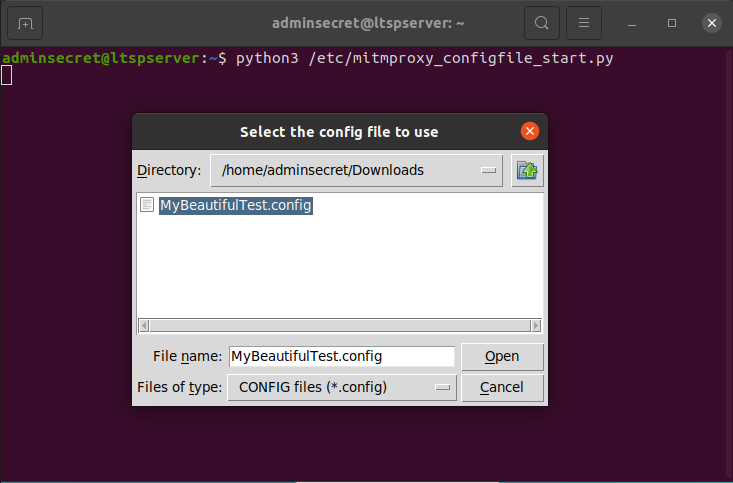 adminsecret@ltspserver: ~
adminsecret@ltspserver:~$ python3 /etc/mitmproxy_configfile_start.py
Select the config file to use
Directory: /home/adminsecret/Downloads
MyBeautifulTest.config
File name: MyBeautifulTest.config Open
Files of type: CONFIG files (*.config) Cancel